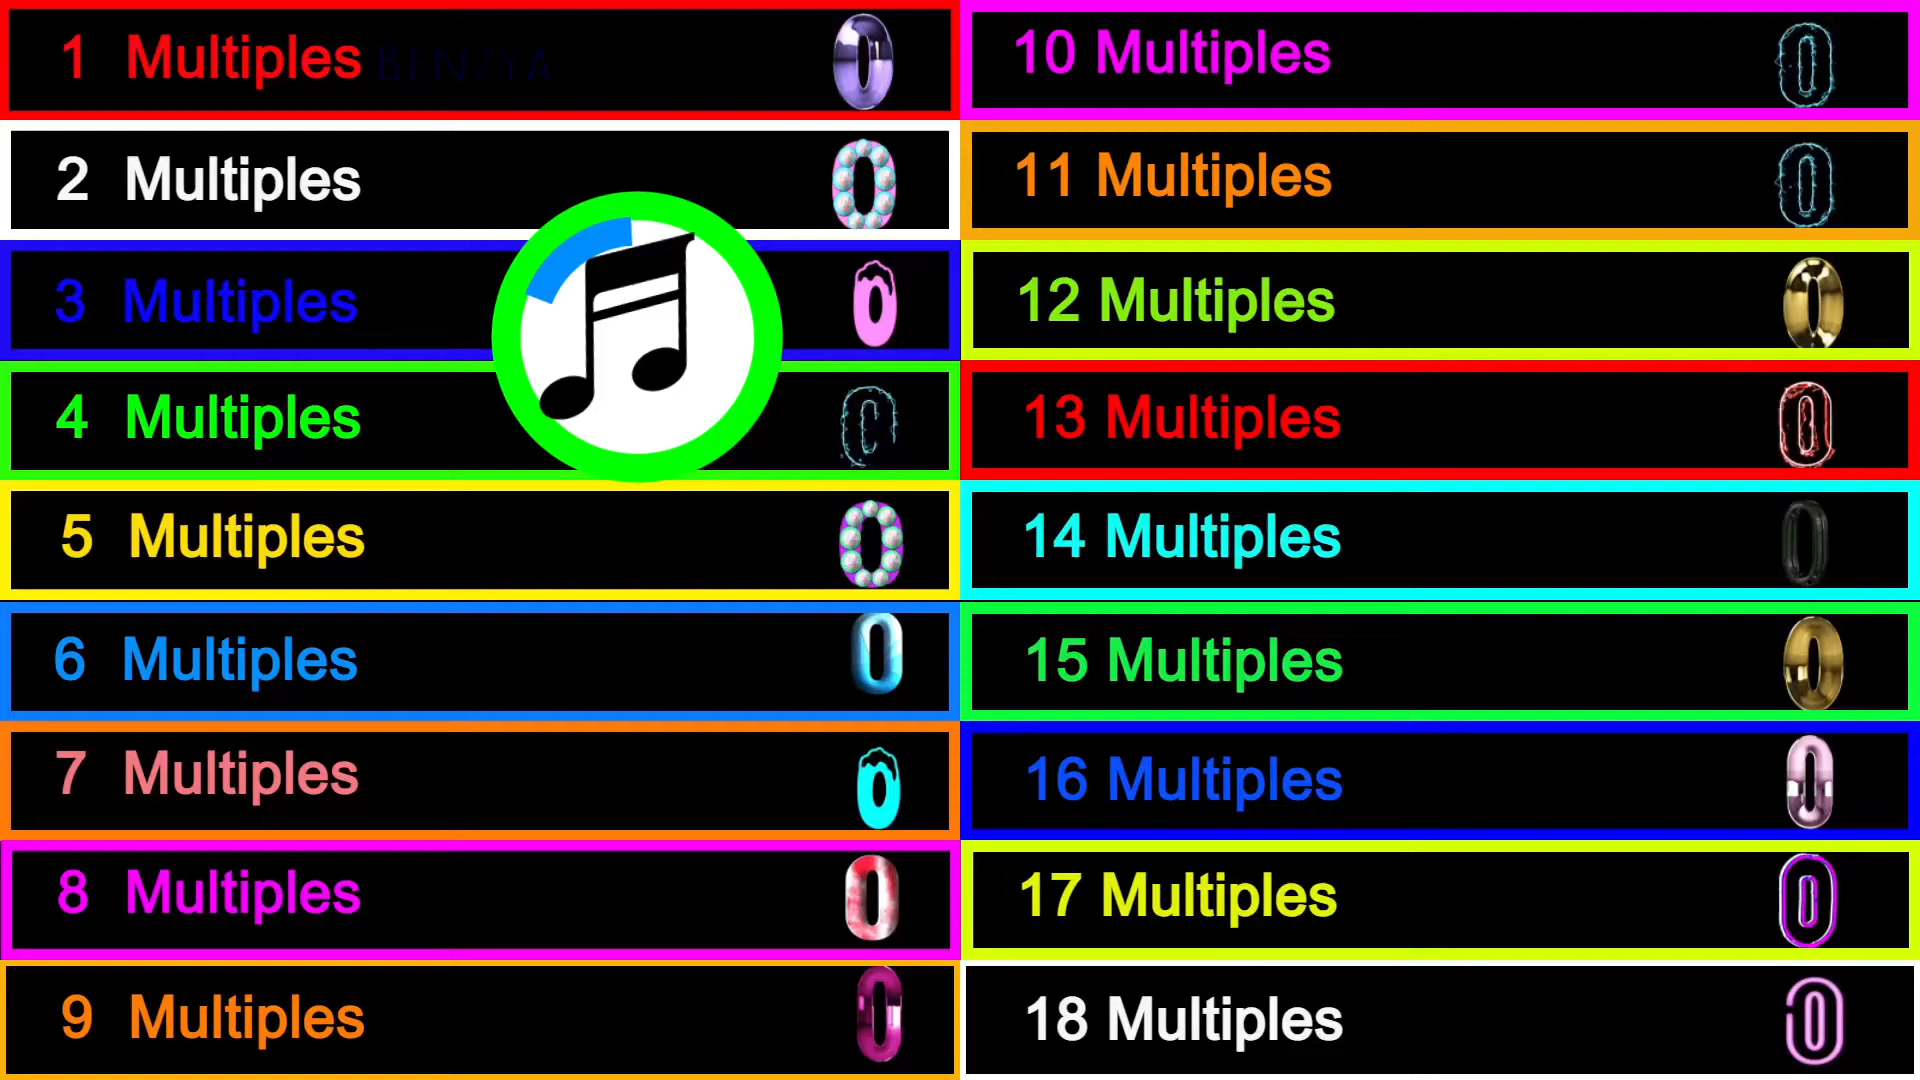 1 Multiples BENZYA 0
2 Multiples 0
3 Multiples 0
4 Multiples 0
5 Multiples 0
6 Multiples 0
7 Multiples 0
8 Multiples 0
9 Multiples 0
10 Multiples 0
11 Multiples 0
12 Multiples 0
13 Multiples 0
14 Multiples 0
15 Multiples 0
16 Multiples 0
17 Multiples 0
18 Multiples 0